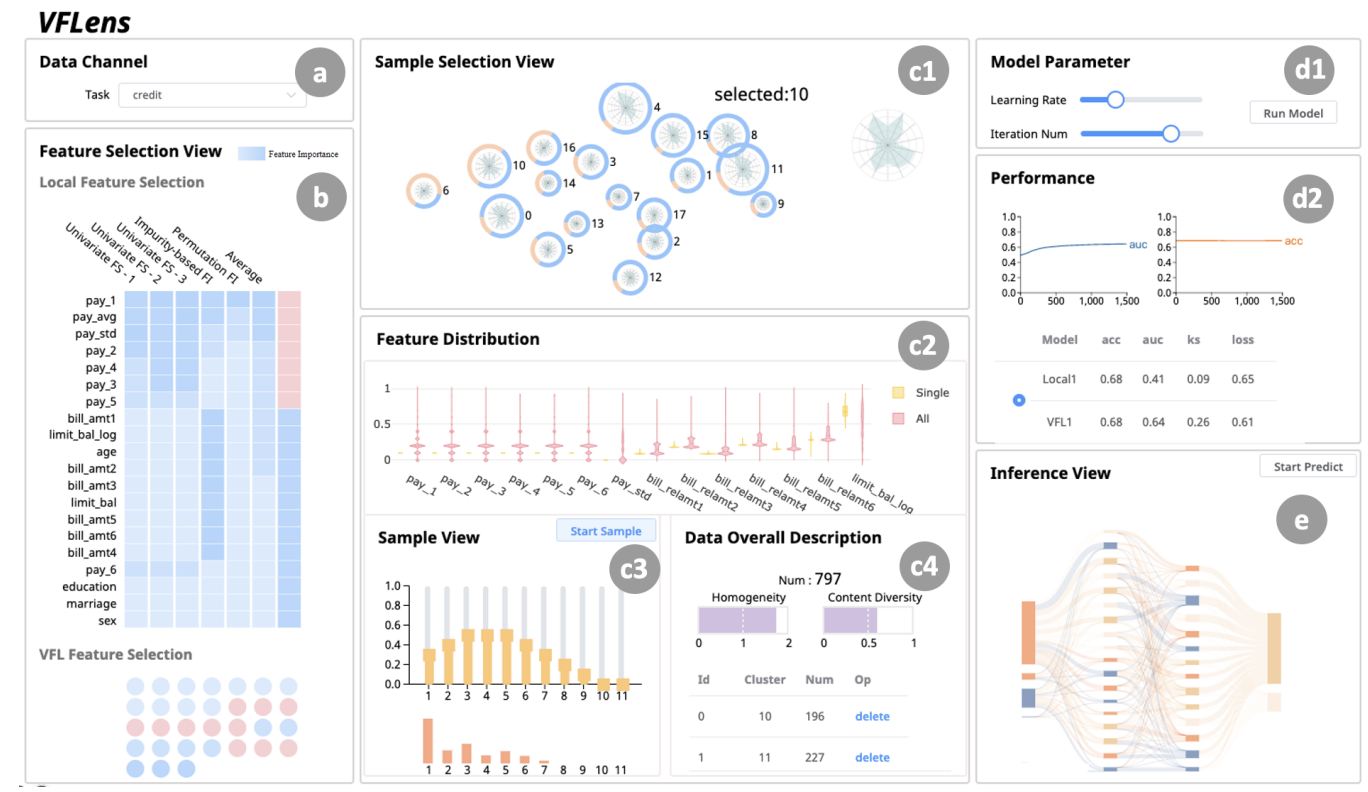 VFLens
Data Channel
a
Task
credit
Feature Selection View
Feature Importance
Local Feature Selection
b
Univariate FS - 1
Univariate FS - 2
Univariate FS - 3
Impurity-based FI
Permutation FI
Average
pay_1
pay_avg
pay_std
pay_2
pay_4
pay_3
pay_5
bill_amt1
limit_bal_log
age
bill_amt2
bill_amt3
limit_bal
bill_amt5
bill_amt6
bill_amt4
pay_6
education
marriage
sex
VFL Feature Selection
Sample Selection View
c1
selected:10
4
15
8
16
3
10
14
1
11
6
7
9
0
13
17
5
2
12
Feature Distribution
c2
1
0.5
0
Single
All
pay_1
pay_2
pay_3
pay_4
pay_5
pay_6
pay_std
bill_relamt1
bill_relamt2
bill_relamt3
bill_relamt4
bill_relamt5
bill_relamt6
limit_bal_log
Sample View
Start Sample
c3
1.0
0.8
0.6
0.4
0.2
0.0
1 2 3 4 5 6 7 8 9 10 11
1 2 3 4 5 6 7 8 9 10 11
Data Overall Description
c4
Num : 797
Homogeneity
Content Diversity
0 1 2
0 0.5 1
Id Cluster Num Op
0 10 196 delete
1 11 227 delete
Model Parameter
d1
Learning Rate
Run Model
Iteration Num
Performance
d2
1.0
0.8
0.6
0.4
0.2
0.0
auc
0 500 1,000 1,500
1.0
0.8
0.6
0.4
0.2
0.0
acc
0 500 1,000 1,500
Model acc auc ks loss
Local1 0.68 0.41 0.09 0.65
VFL1 0.68 0.64 0.26 0.61
Inference View
Start Predict
e